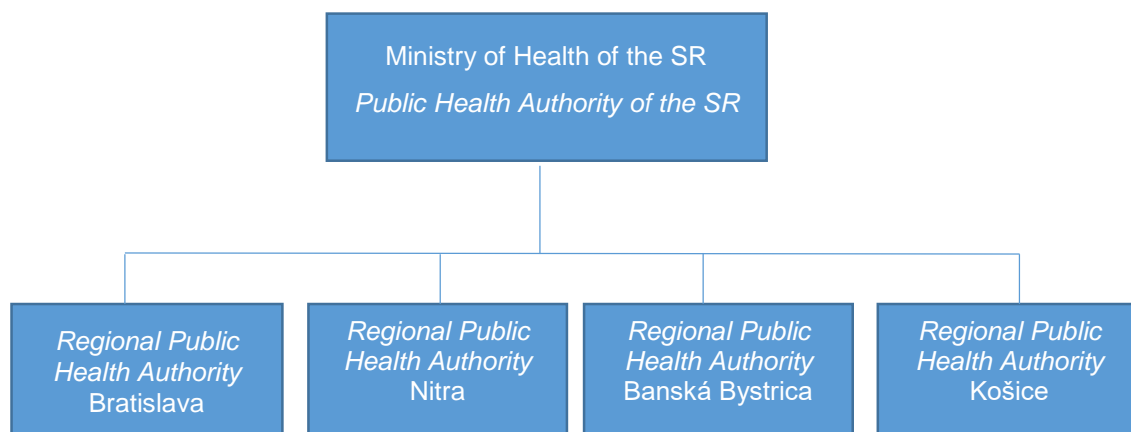 Ministry of Health of the SR
Public Health Authority of the SR
Regional Public
Health Authority
Bratislava
Regional Public
Health Authority
Nitra
Regional Public
Health Authority
Banská Bystrica
Regional Public
Health Authority
Košice